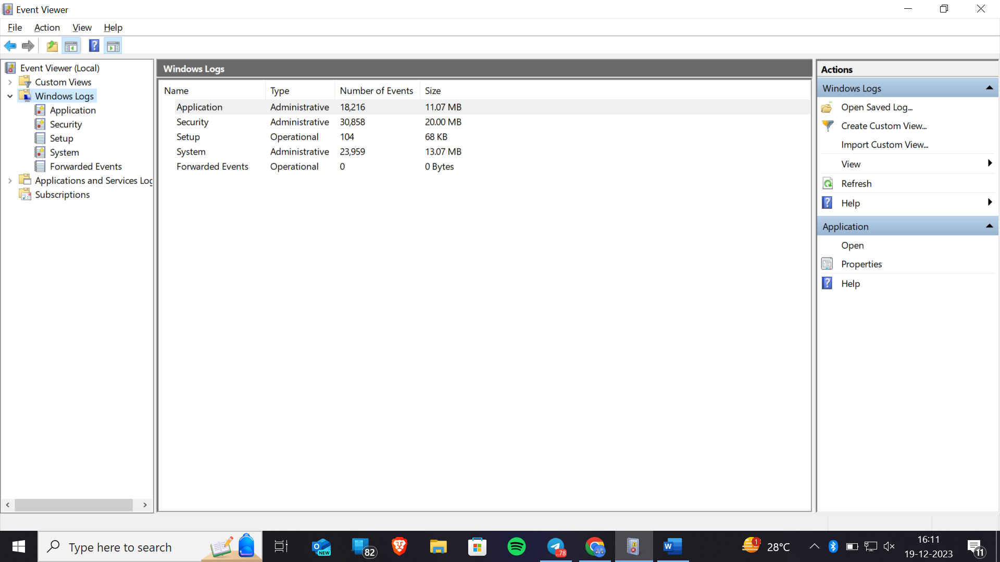 Event Viewer
File Action View Help
Event Viewer (Local)
Custom Views
Windows Logs
Application
Security
Setup
System
Forwarded Events
Applications and Services Log
Subscriptions
Windows Logs
Name Type Number of Events Size
Application Administrative 18,216 11.07 MB
Security Administrative 30,858 20.00 MB
Setup Operational 104 68 KB
System Administrative 23,959 13.07 MB
Forwarded Events Operational 0 0 Bytes
Actions
Windows Logs
Open Saved Log...
Create Custom View...
Import Custom View...
View
Refresh
Help
Application
Open
Properties
Help
Type here to search
NEW
82
..78
W
1
28°C
16:11
19-12-2023
11